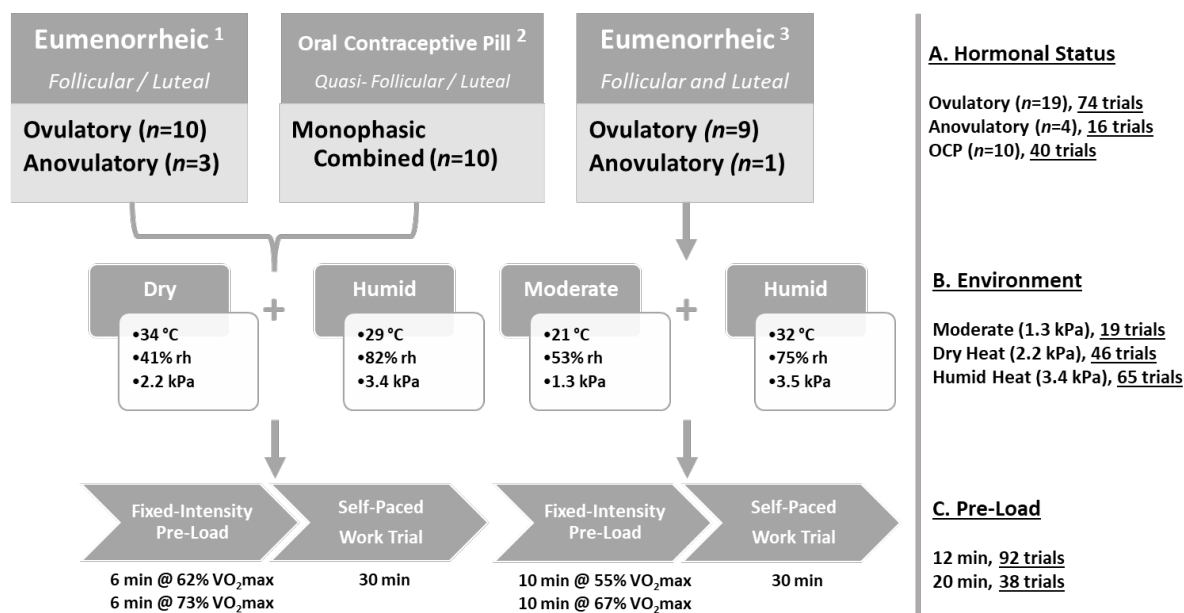 Eumenorrheic 1
Follicular / Luteal
Ovulatory (n=10)
Anovulatory (n=3)
Oral Contraceptive Pill 2
Quasi- Follicular / Luteal
Monophasic
Combined (n=10)
Eumenorrheic 3
Follicular and Luteal
Ovulatory (n=9)
Anovulatory (n=1)
A. Hormonal Status
Ovulatory (n=19), 74 trials
Anovulatory (n=4), 16 trials
OCP (n=10), 40 trials
Dry
•34 °C
•41% rh
•2.2 kPa
+
Humid
•29 °C
•82% rh
•3.4 kPa
Moderate
•21 °C
•53% rh
•1.3 kPa
+
Humid
•32 °C
•75% rh
•3.5 kPa
B. Environment
Moderate (1.3 kPa), 19 trials
Dry Heat (2.2 kPa), 46 trials
Humid Heat (3.4 kPa), 65 trials
Fixed-Intensity
Pre-Load
6 min @ 62% VO2max
6 min @ 73% VO2max
Self-Paced
Work Trial
30 min
Fixed-Intensity
Pre-Load
10 min @ 55% VO2max
10 min @ 67% VO2max
Self-Paced
Work Trial
30 min
C. Pre-Load
12 min, 92 trials
20 min, 38 trials